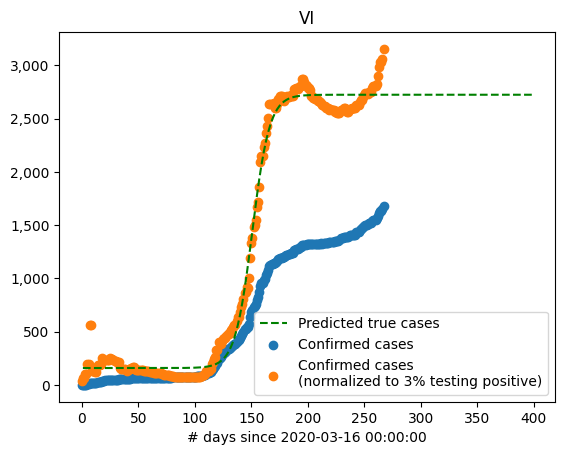 VI
3,000
2,500
2,000
1,500
1,000
500
0
Predicted true cases
Confirmed cases
Confirmed cases
(normalized to 3% testing positive)
0 50 100 150 200 250 300 350 400
# days since 2020-03-16 00:00:00